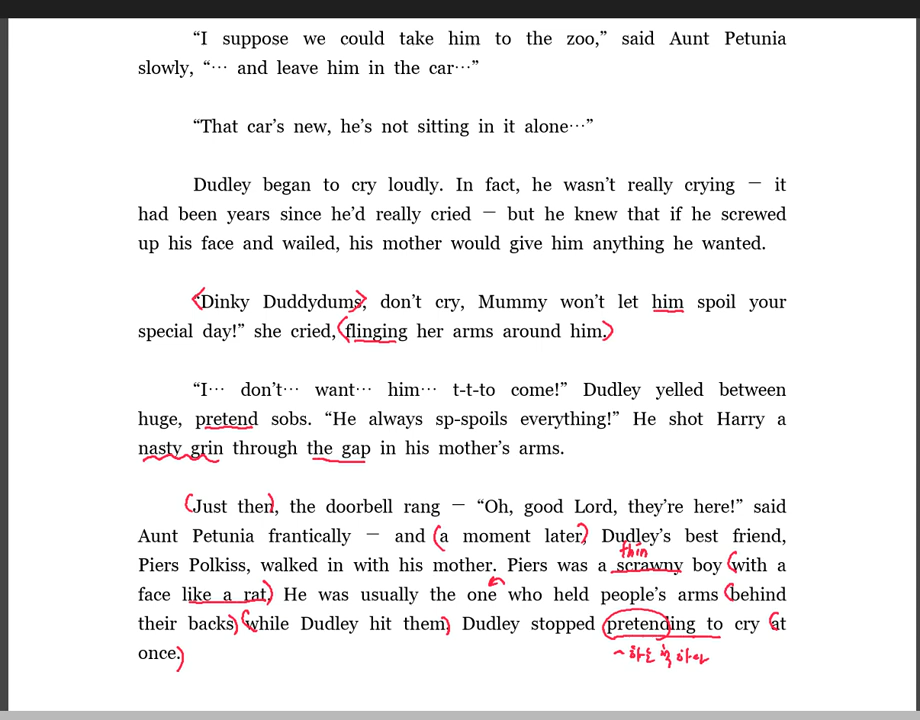 “I suppose we could take him to the zoo,” said Aunt Petunia
slowly, “… and leave him in the car…”
“That car’s new, he’s not sitting in it alone…”
Dudley began to cry loudly. In fact, he wasn’t really crying — it
had been years since he’d really cried — but he knew that if he screwed
up his face and wailed, his mother would give him anything he wanted.
“Dinky Duddydums, don’t cry, Mummy won’t let him spoil your
special day!” she cried, flinging her arms around him.
“I… don’t… want… him… t-t-to come!” Dudley yelled between
huge, pretend sobs. “He always sp-spoils everything!” He shot Harry a
nasty grin through the gap in his mother’s arms.
Just then, the doorbell rang — “Oh, good Lord, they’re here!” said
Aunt Petunia frantically — and a moment later, Dudley’s best friend,
thin
Piers Polkiss, walked in with his mother. Piers was a scrawny boy with a
face like a rat. He was usually the one who held people’s arms behind
their backs while Dudley hit them. Dudley stopped pretending to cry at
once.
~하는 척 하다